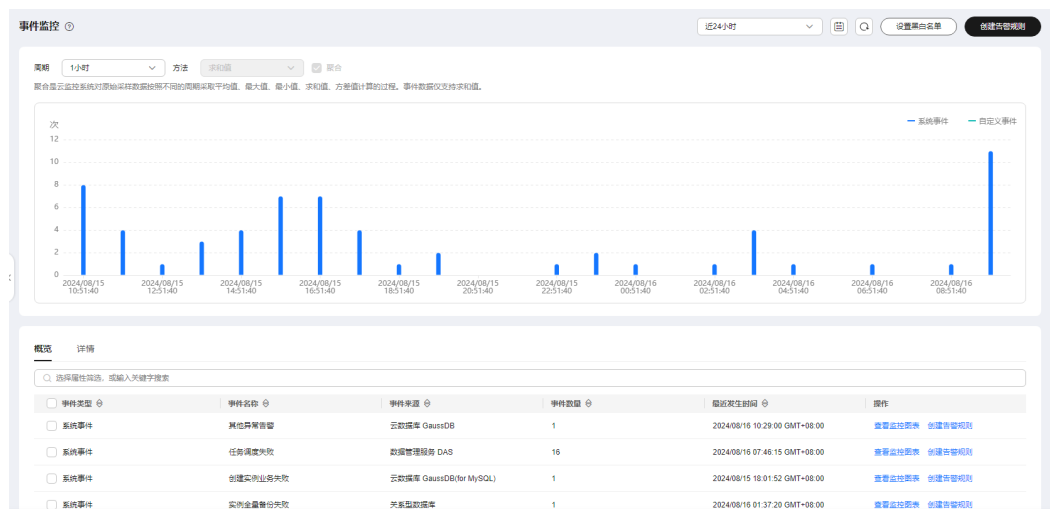 事件监控
近24小时
设置黑白名单
创建告警规则
周期 1小时 方法 求和值 聚合
聚合是云监控系统对原始采样数据按照不同的周期采取平均值、最大值、最小值、求和值、方差值计算的过程。事件数据仅支持求和值。
次
系统事件 自定义事件
12
10
8
6
4
2
0
2024/08/15 2024/08/15 2024/08/15 2024/08/15 2024/08/15 2024/08/15 2024/08/15 2024/08/16 2024/08/16 2024/08/16 2024/08/16 2024/08/16
10:51:40 12:51:40 14:51:40 16:51:40 18:51:40 20:51:40 22:51:40 00:51:40 02:51:40 04:51:40 06:51:40 08:51:40
概览 详情
选择属性筛选，或输入关键字搜索
事件类型 事件名称 事件来源 事件数量 最近发生时间 操作
系统事件 其他异常告警 云数据库 GaussDB 1 2024/08/16 10:29:00 GMT+08:00 查看监控图表 创建告警规则
系统事件 任务调度失败 数据管理服务 DAS 16 2024/08/16 07:46:15 GMT+08:00 查看监控图表 创建告警规则
系统事件 创建实例业务失败 云数据库 GaussDB(for MySQL) 1 2024/08/15 18:01:52 GMT+08:00 查看监控图表 创建告警规则
系统事件 实例全量备份失败 关系型数据库 1 2024/08/16 01:37:20 GMT+08:00 查看监控图表 创建告警规则